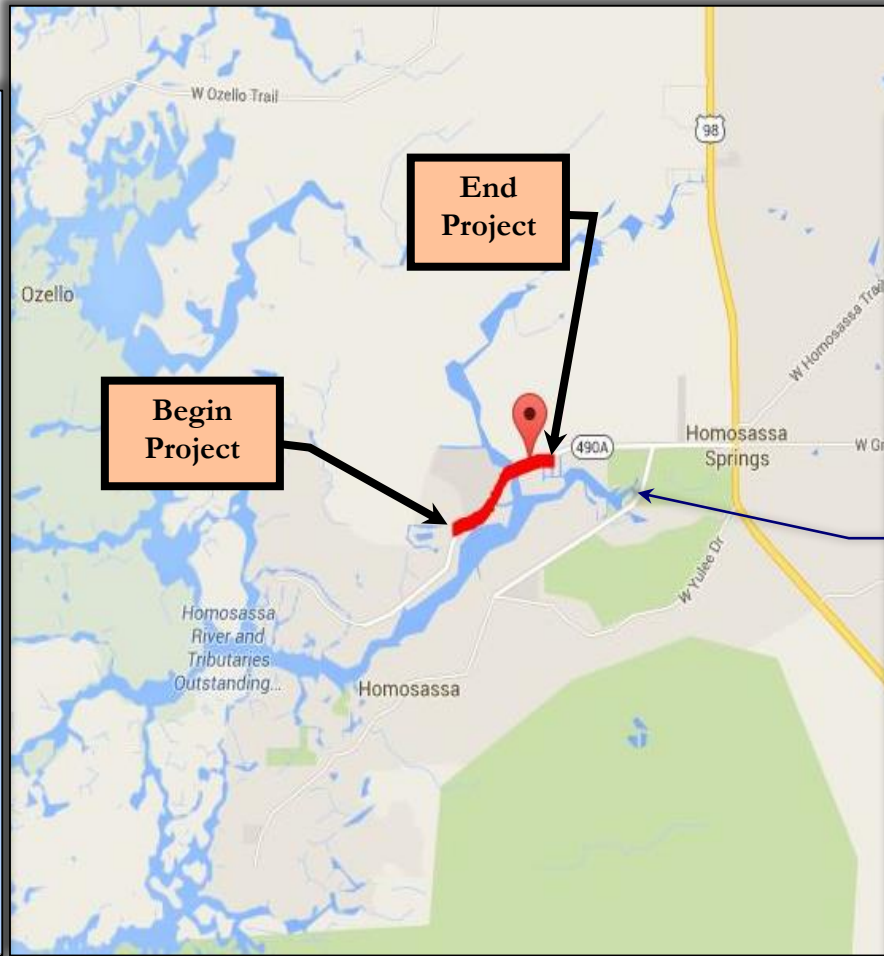 W Ozello Trail
98
End
Project
Ozello
W Homosassa Trail
Begin
Project
490A
Homosassa
Springs
W Gr
W Yulee Dr
Homosassa
River and
Tributaries
Outstanding...
Homosassa